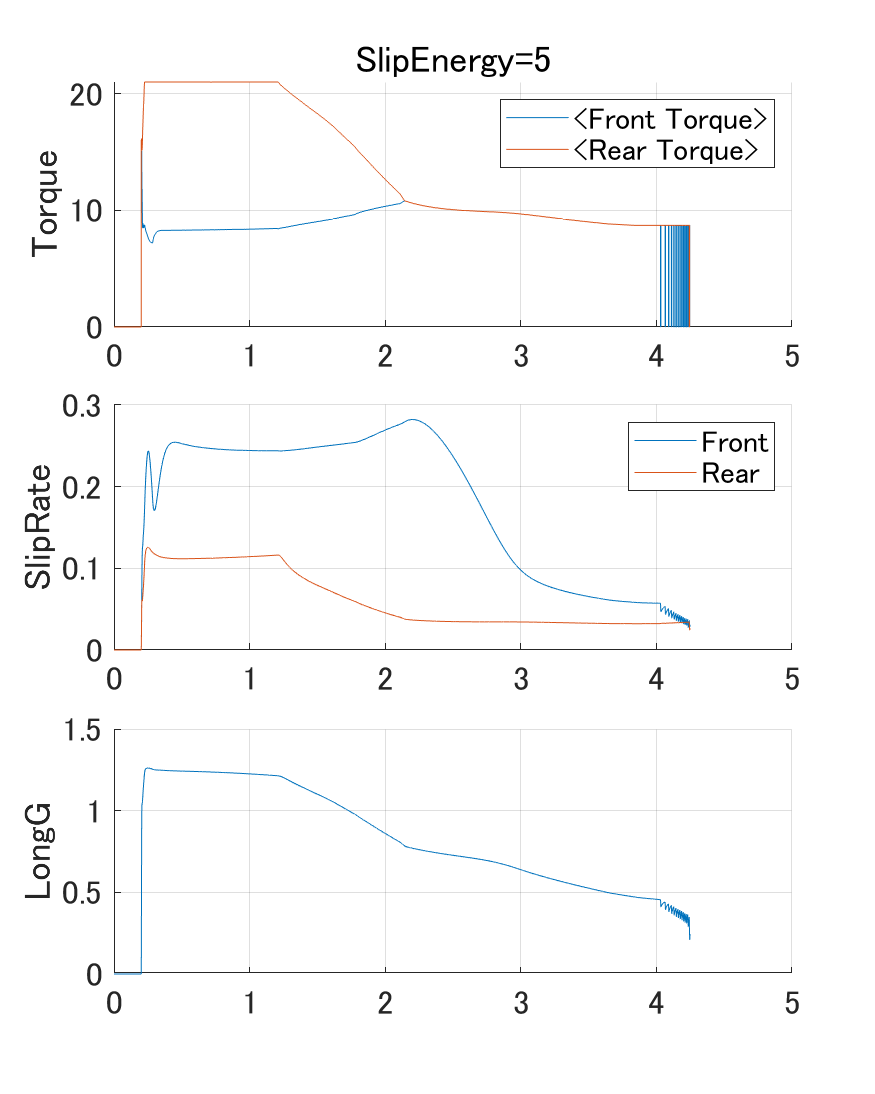 SlipEnergy=5
Torque
20
10
0
<Front Torque>
<Rear Torque>
0 1 2 3 4 5
SlipRate
0.3
0.2
0.1
0
Front
Rear
0 1 2 3 4 5
LongG
1.5
1
0.5
0
0 1 2 3 4 5